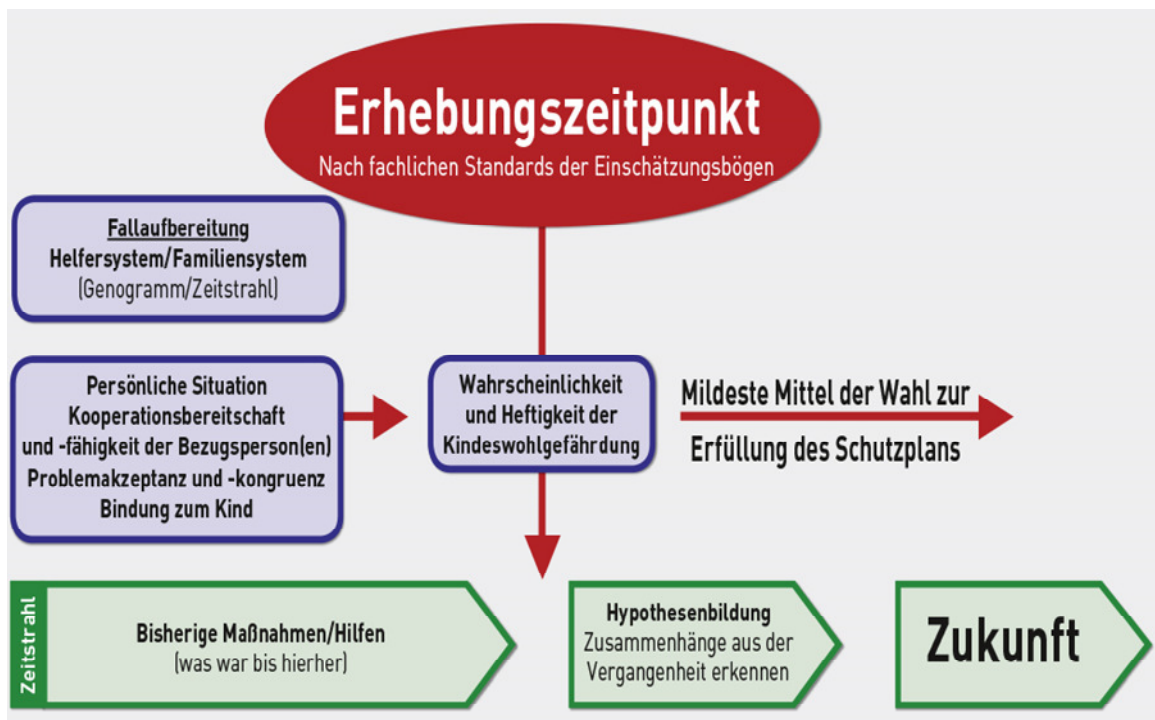 Erhebungszeitpunkt
Nach fachlichen Standards der Einschätzungsbögen
Fallaufbereitung
Helfersystem/Familiensystem
(Genogramm/Zeitstrahl)
Persönliche Situation
Kooperationsbereitschaft
und -fähigkeit der Bezugsperson(en)
Problemakzeptanz und -kongruenz
Bindung zum Kind
Wahrscheinlichkeit
und Heftigkeit der
Kindeswohlgefährdung
Mildeste Mittel der Wahl zur
Erfüllung des Schutzplans
Zeitstrahl
Bisherige Maßnahmen/Hilfen
(was war bis hierher)
Hypothesenbildung
Zusammenhänge aus der
Vergangenheit erkennen
Zukunft